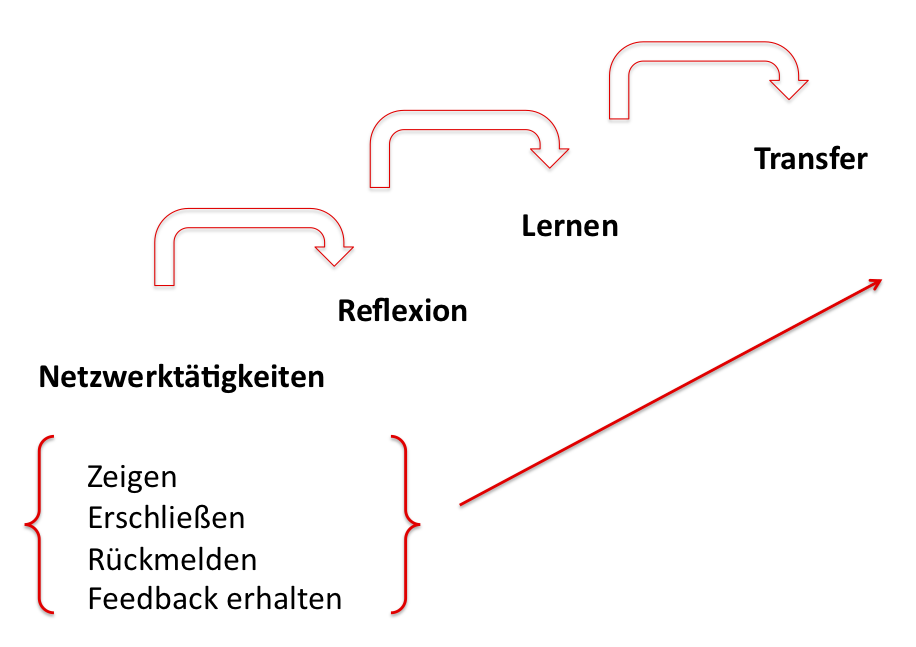 Transfer
Lernen
Reflexion
Netzwerktätigkeiten
Zeigen
Erschließen
Rückmelden
Feedback erhalten